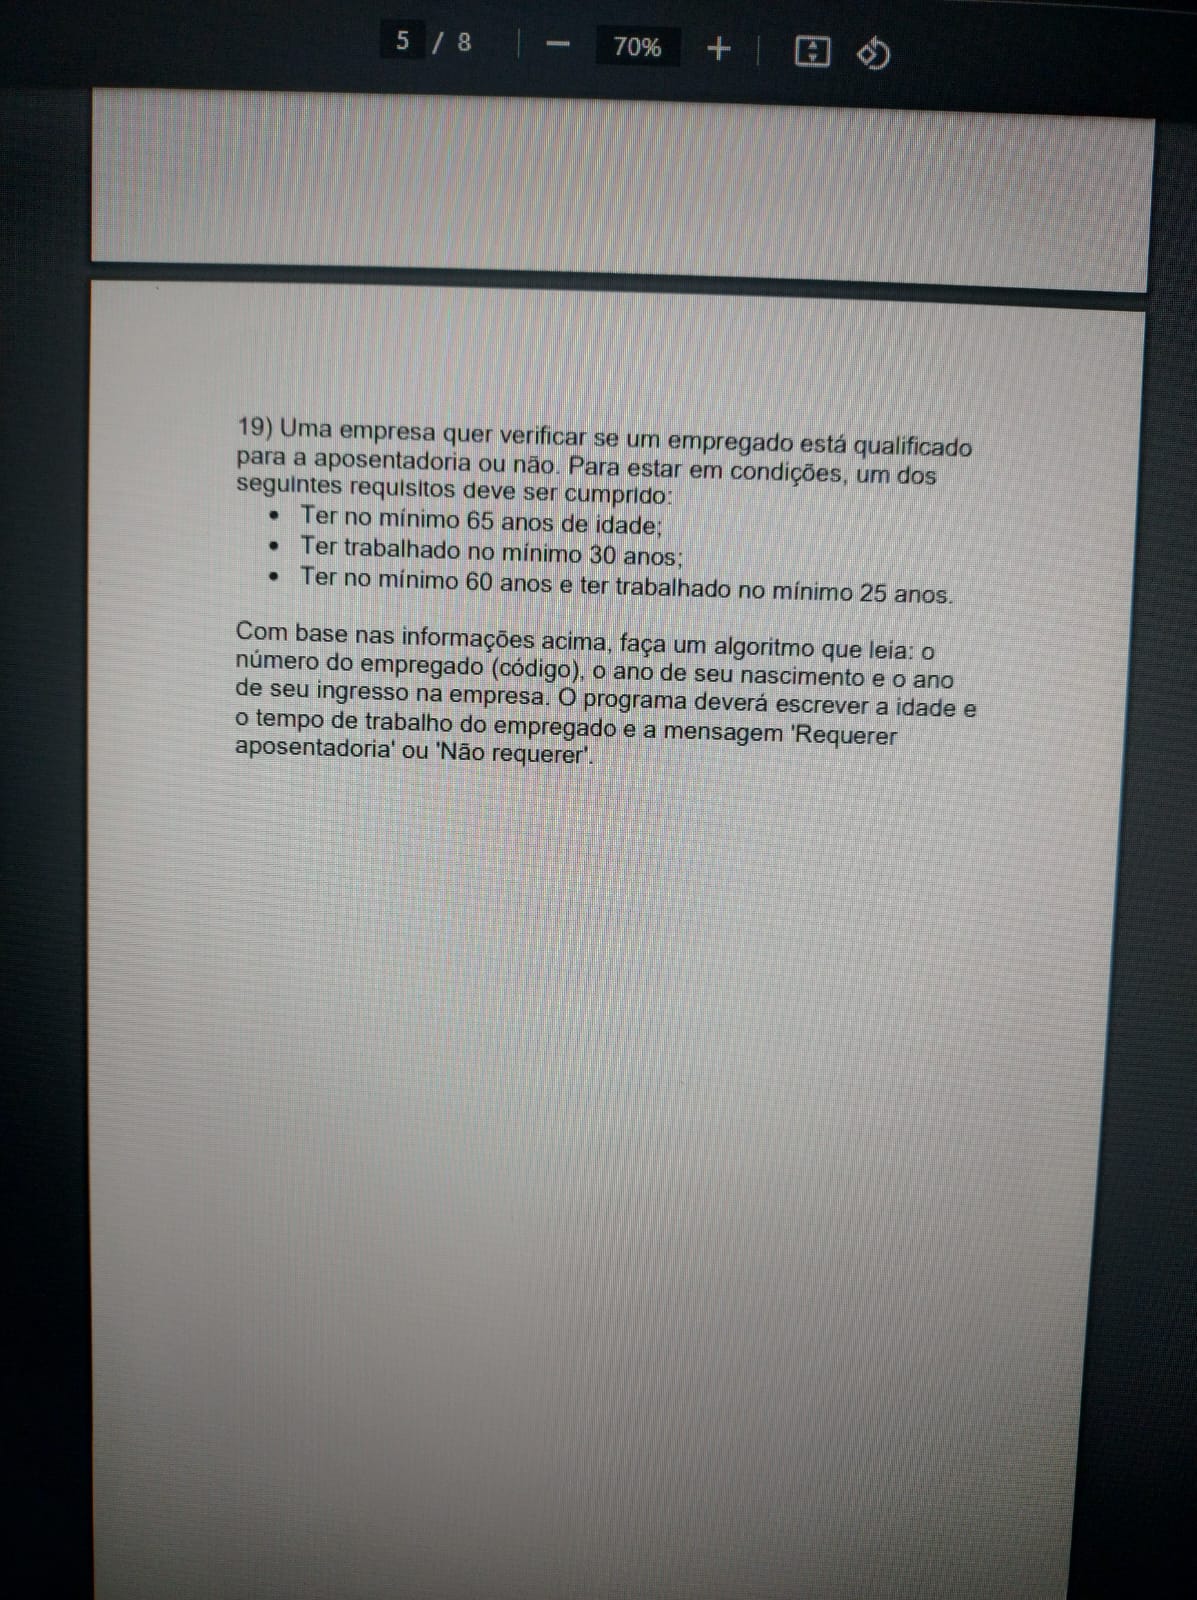 5 / 8 70%
19) Uma empresa quer verificar se um empregado está qualificado
para a aposentadoria ou não. Para estar em condições, um dos
seguintes requisitos deve ser cumprido:
• Ter no mínimo 65 anos de idade;
• Ter trabalhado no mínimo 30 anos;
• Ter no mínimo 60 anos e ter trabalhado no mínimo 25 anos.
Com base nas informações acima, faça um algoritmo que leia: o
número do empregado (código), o ano de seu nascimento e o ano
de seu ingresso na empresa. O programa deverá escrever a idade e
o tempo de trabalho do empregado e a mensagem 'Requerer
aposentadoria' ou 'Não requerer'.